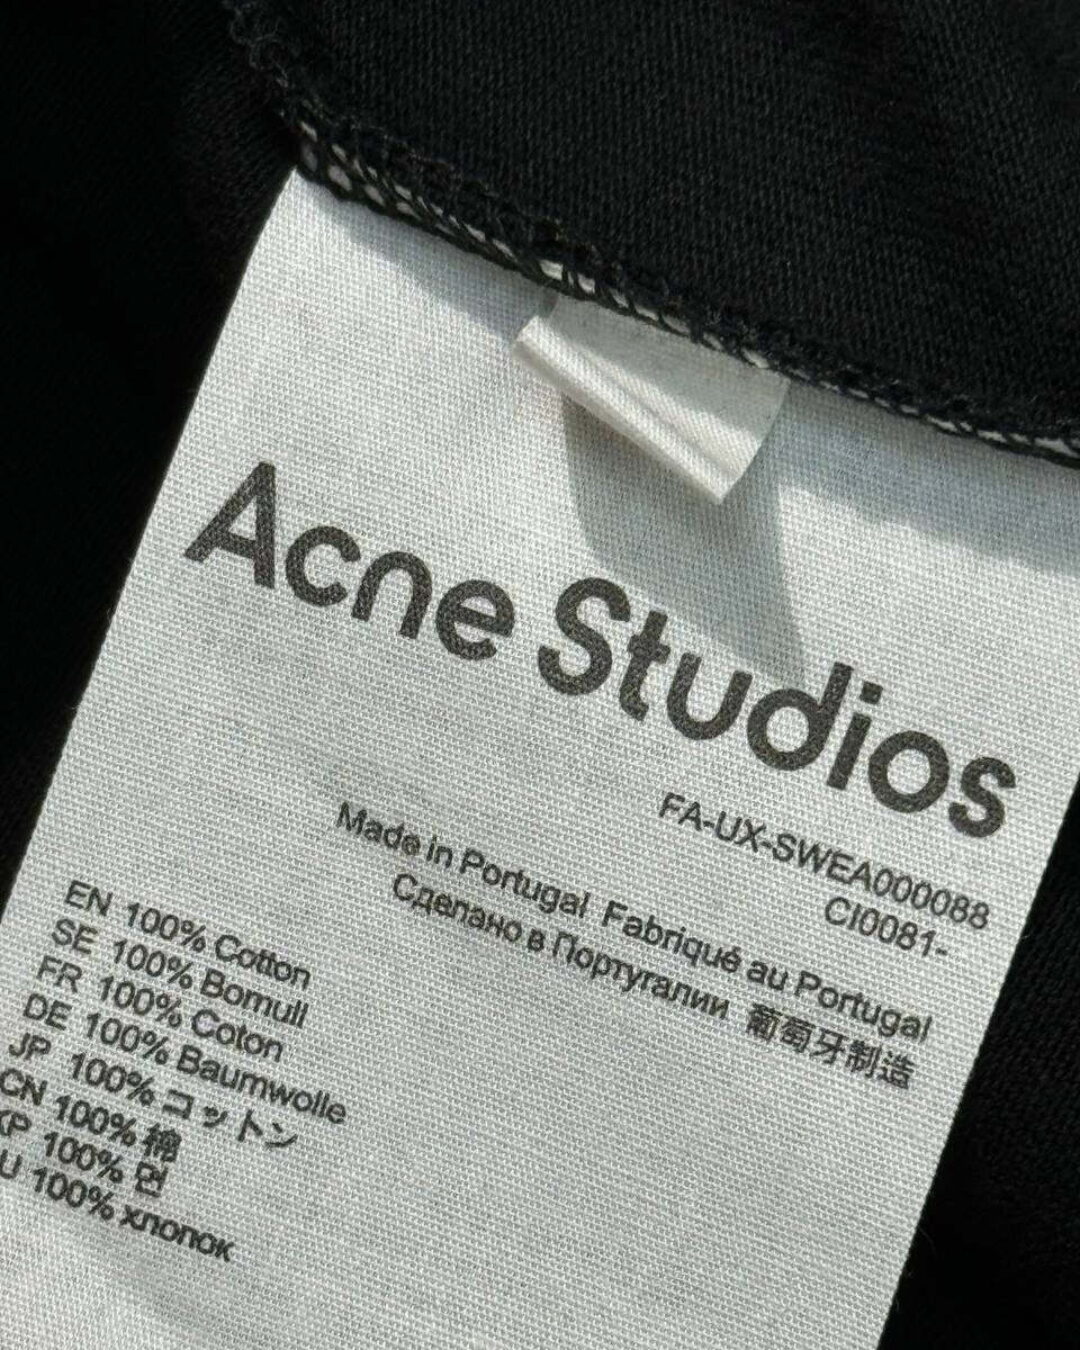 Acne Studios
FA-UX-SWEA000088
CI0081-
Made in Portugal Fabriqué au Portugal
Сделано в Португалии 葡萄牙制造
EN 100% Cotton
SE 100% Bomull
FR 100% Coton
DE 100% Baumwolle
JP 100% コットン
CN 100% 棉
KP 100% 면
U 100% хлопок